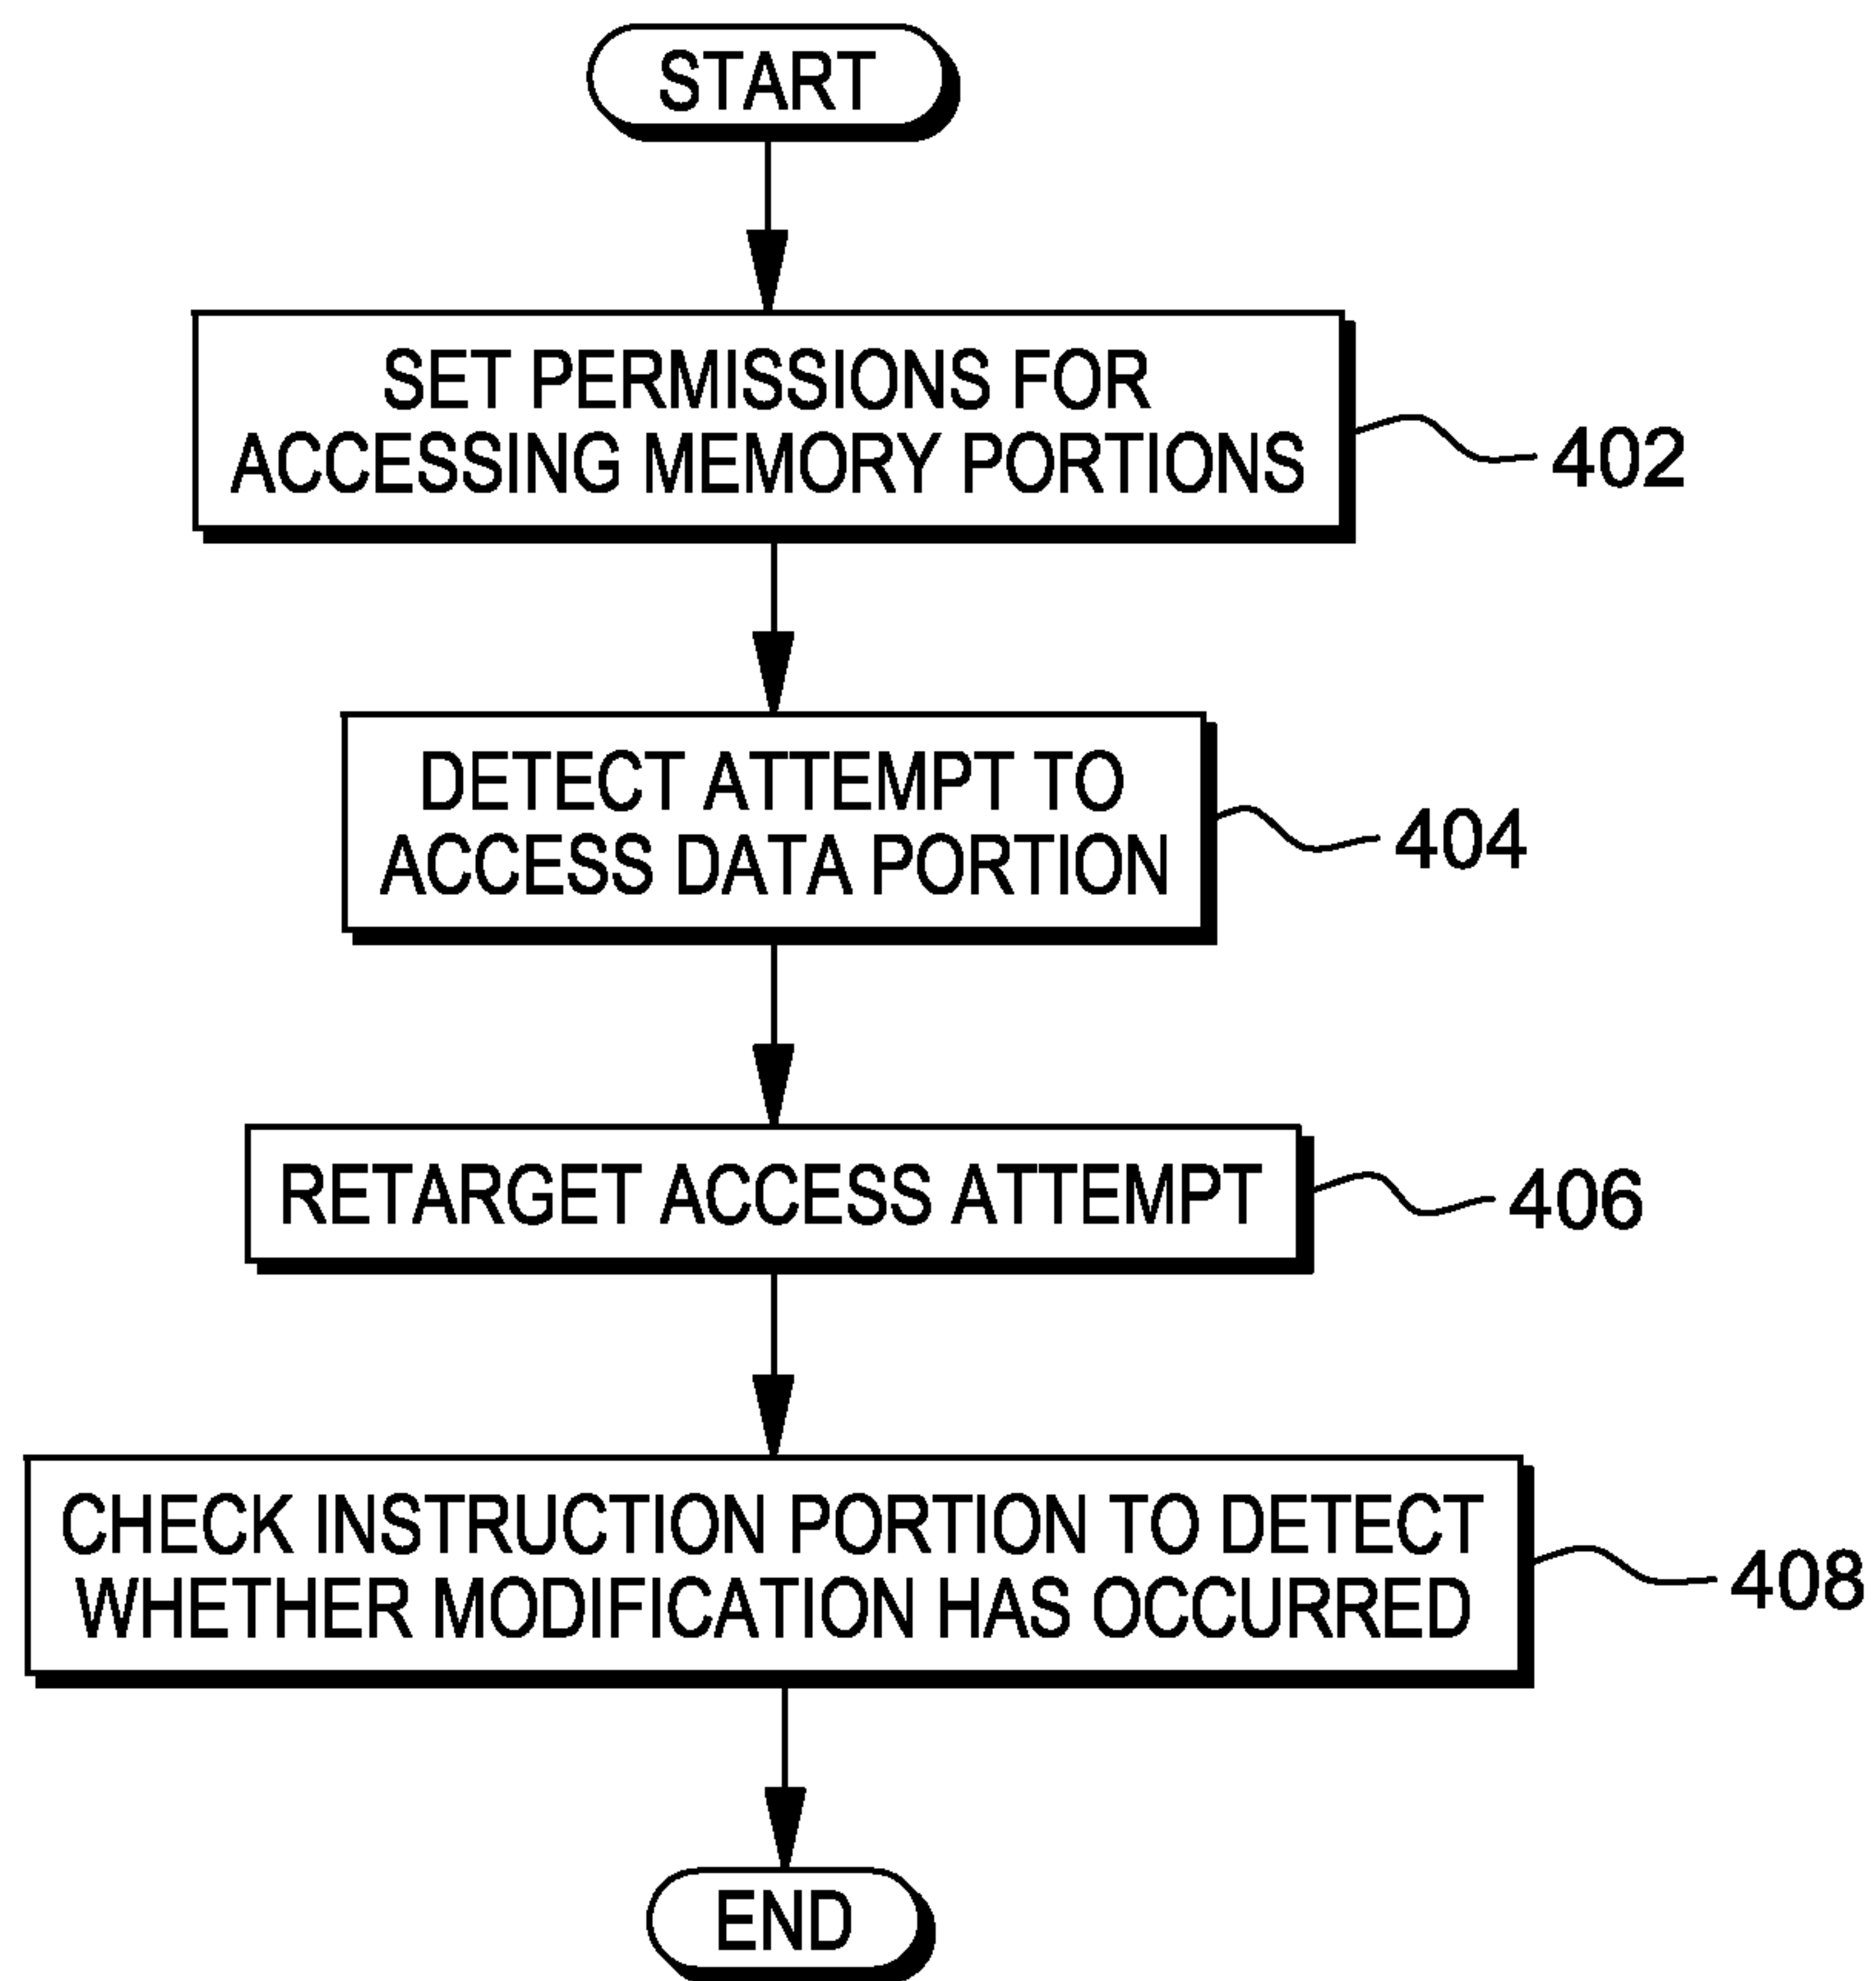 START
SET PERMISSIONS FOR
ACCESSING MEMORY PORTIONS
402
DETECT ATTEMPT TO
ACCESS DATA PORTION
404
RETARGET ACCESS ATTEMPT
406
CHECK INSTRUCTION PORTION TO DETECT
WHETHER MODIFICATION HAS OCCURRED
408
END